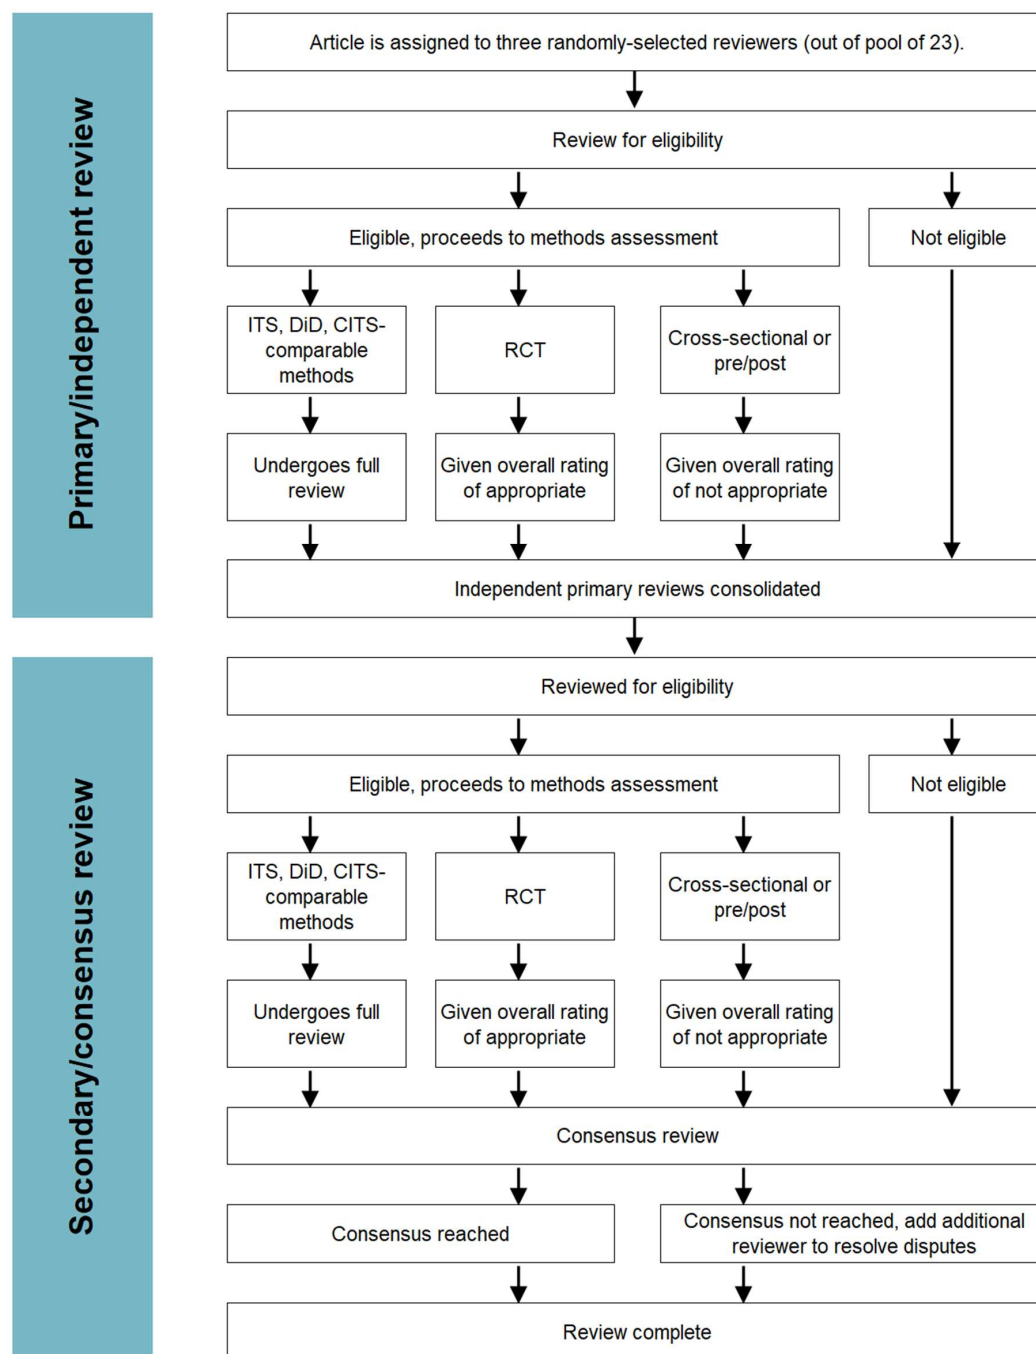 Primary/independent review
Article is assigned to three randomly-selected reviewers (out of pool of 23).
Review for eligibility
Eligible, proceeds to methods assessment
Not eligible
ITS, DiD, CITS-
comparable
methods
RCT
Cross-sectional or
pre/post
Undergoes full
review
Given overall rating
of appropriate
Given overall rating
of not appropriate
Independent primary reviews consolidated
Secondary/consensus review
Reviewed for eligibility
Eligible, proceeds to methods assessment
Not eligible
ITS, DiD, CITS-
comparable
methods
RCT
Cross-sectional or
pre/post
Undergoes full
review
Given overall rating
of appropriate
Given overall rating
of not appropriate
Consensus review
Consensus reached
Consensus not reached, add additional
reviewer to resolve disputes
Review complete